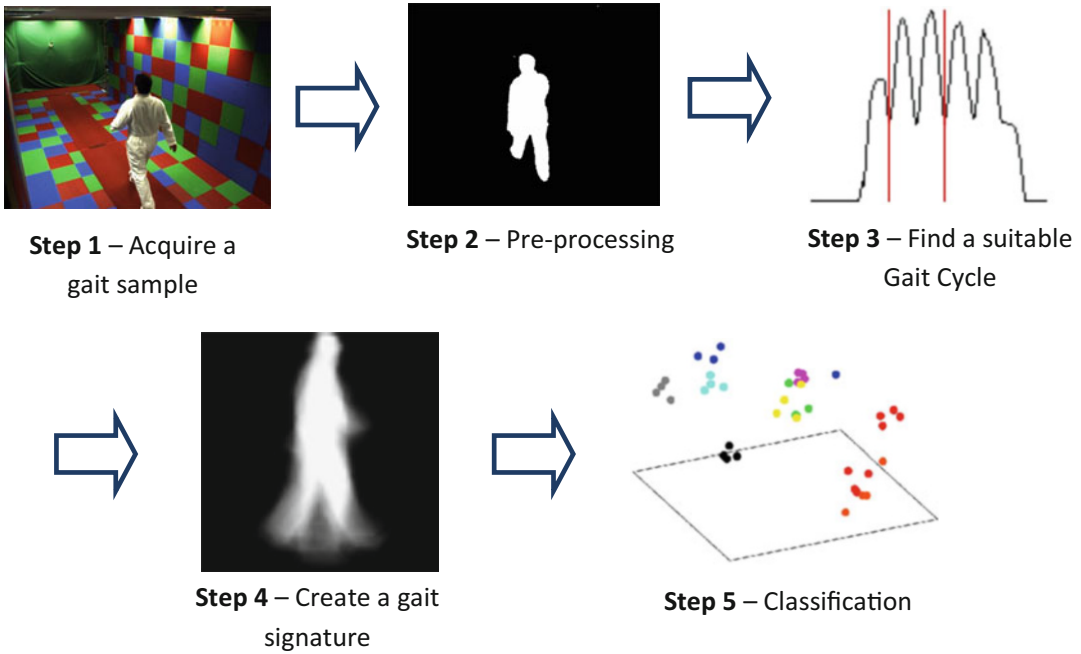 Step 1 – Acquire a
gait sample
Step 2 – Pre-processing
Step 3 – Find a suitable
Gait Cycle
Step 4 – Create a gait
signature
Step 5 – Classification